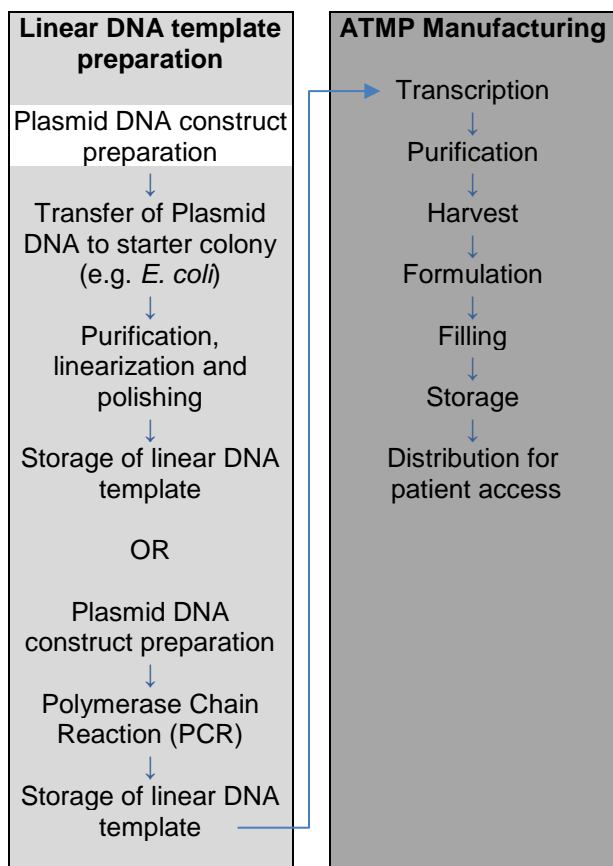 Linear DNA template
preparation
Plasmid DNA construct
preparation
↓
Transfer of Plasmid
DNA to starter colony
(e.g. E. coli)
↓
Purification,
linearization and
polishing
↓
Storage of linear DNA
template
OR
Plasmid DNA
construct preparation
↓
Polymerase Chain
Reaction (PCR)
↓
Storage of linear DNA
template
ATMP Manufacturing
Transcription
↓
Purification
↓
Harvest
↓
Formulation
↓
Filling
↓
Storage
↓
Distribution for
patient access